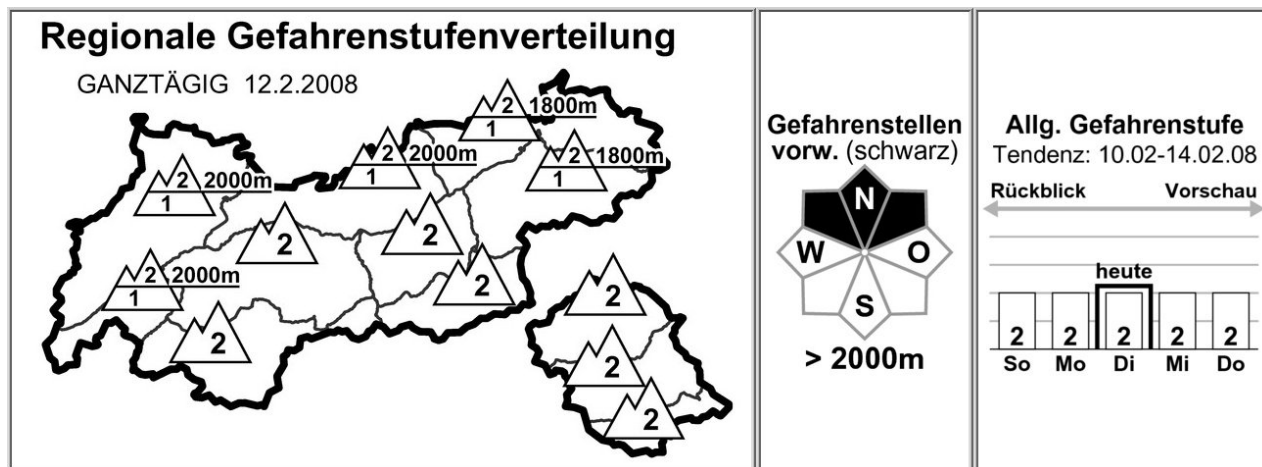 Regionale Gefahrenstufenverteilung
GANZTÄGIG 12.2.2008
2 1800m
1
2 2000m
1
2 1800m
1
2 2000m
1
2
2
2 2000m
1
2
2
2
2
2
Gefahrenstellen
vorw. (schwarz)
N
W O
S
> 2000m
Allg. Gefahrenstufe
Tendenz: 10.02-14.02.08
Rückblick Vorschau
heute
2 2 2 2 2
So Mo Di Mi Do